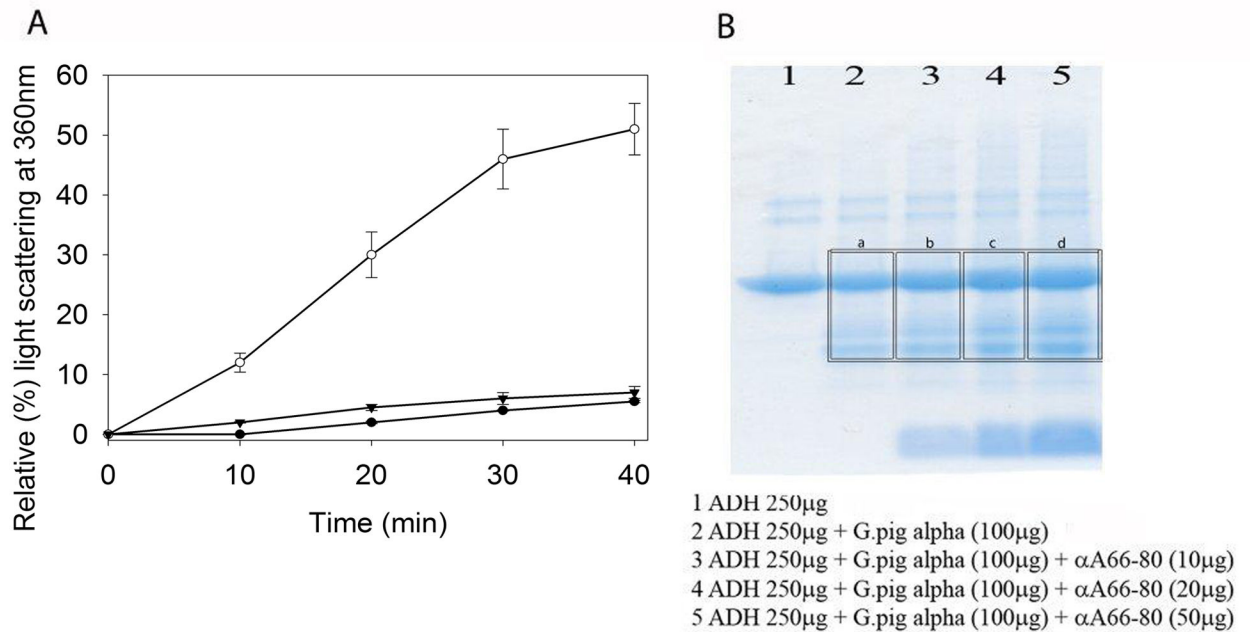 A
Relative (%) light scattering at 360nm
60
50
40
30
20
10
0
0 10 20 30 40
Time (min)
B
1 2 3 4 5
a b c d
1 ADH 250μg
2 ADH 250μg + G.pig alpha (100μg)
3 ADH 250μg + G.pig alpha (100μg) + αA66-80 (10μg)
4 ADH 250μg + G.pig alpha (100μg) + αA66-80 (20μg)
5 ADH 250μg + G.pig alpha (100μg) + αA66-80 (50μg)